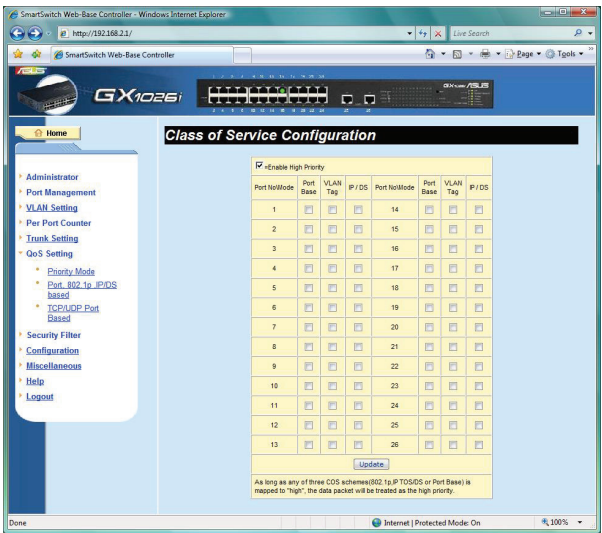 SmartSwitch Web-Base Controller - Windows Internet Explorer
http://192.168.2.1/
Live Search
SmartSwitch Web-Base Controller
Page
Tools
GX1026i
ASUS
Home
Class of Service Configuration
=Enable High Priority
Port No\Mode Port Base VLAN Tag IP / DS Port No\Mode Port Base VLAN Tag IP / DS
1 14
2 15
3 16
4 17
5 18
6 19
7 20
8 21
9 22
10 23
11 24
12 25
13 26
Update
As long as any of three COS schemes(802.1p,IP TOS/DS or Port Base) is
mapped to "high", the data packet will be treated as the high priority.
Administrator
Port Management
VLAN Setting
Per Port Counter
Trunk Setting
QoS Setting
Priority Mode
Port, 802.1p ,IP/DS
based
TCP/UDP Port
Based
Security Filter
Configuration
Miscellaneous
Help
Logout
Done
Internet | Protected Mode: On
100%